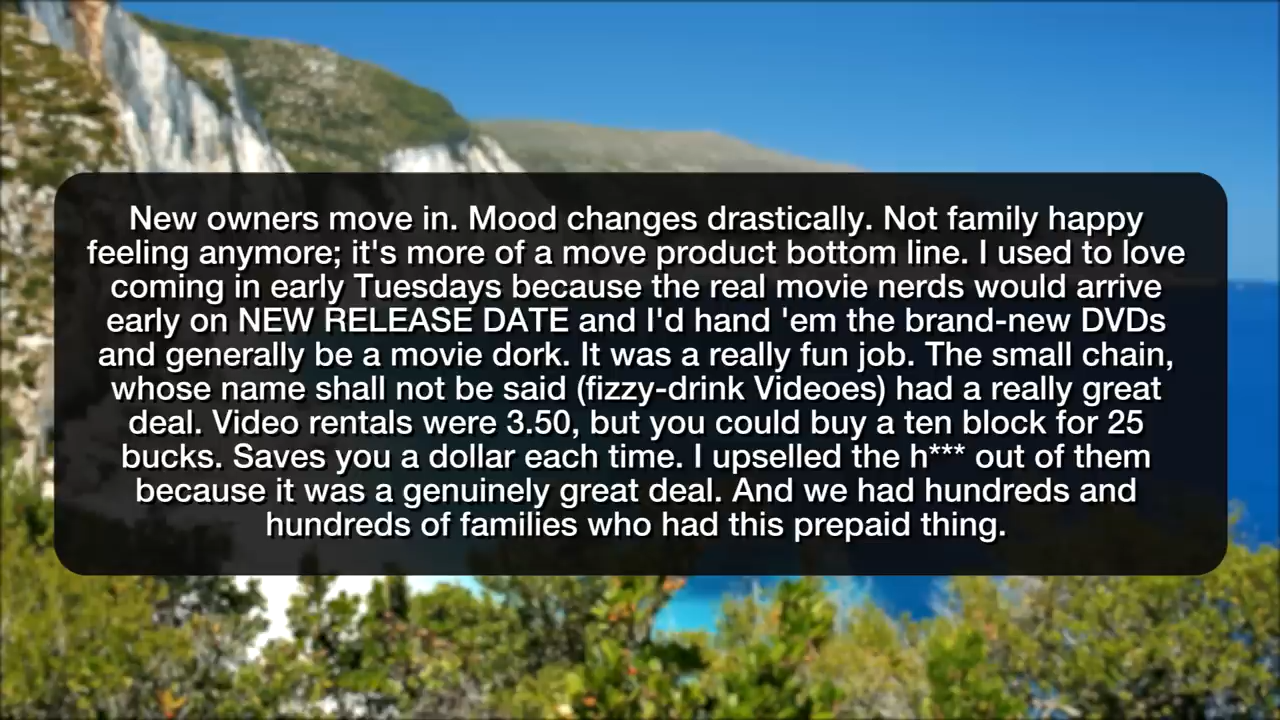 New owners move in. Mood changes drastically. Not family happy
feeling anymore; it's more of a move product bottom line. I used to love
coming in early Tuesdays because the real movie nerds would arrive
early on NEW RELEASE DATE and I'd hand 'em the brand-new DVDs
and generally be a movie dork. It was a really fun job. The small chain,
whose name shall not be said (fizzy-drink Videoes) had a really great
deal. Video rentals were 3.50, but you could buy a ten block for 25
bucks. Saves you a dollar each time. I upselled the h*** out of them
because it was a genuinely great deal. And we had hundreds and
hundreds of families who had this prepaid thing.